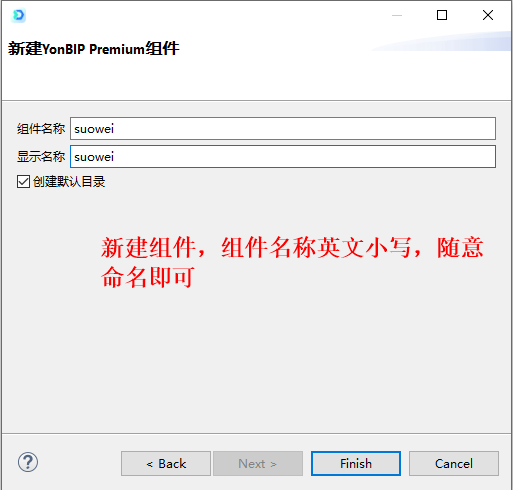 新建YonBIP Premium组件
组件名称 suowei
显示名称 suowei
创建默认目录
新建组件，组件名称英文小写，随意
命名即可
? < Back Next > Finish Cancel